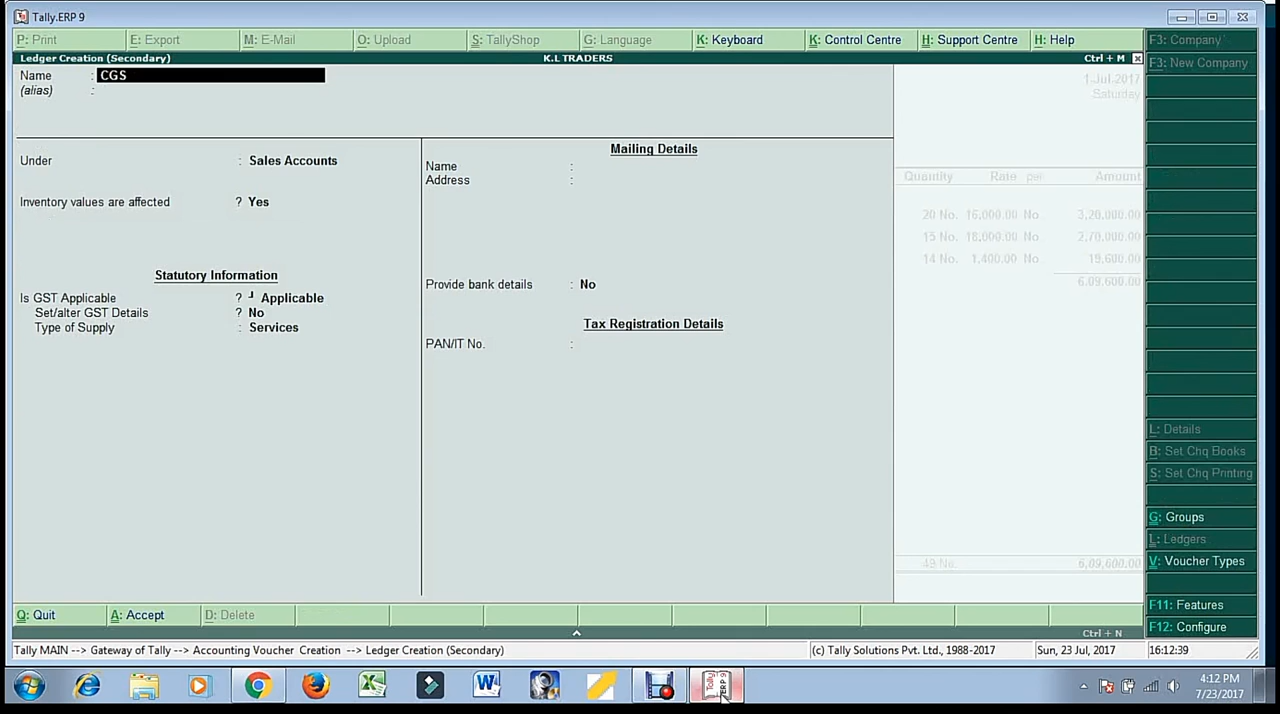 Tally.ERP 9
P: Print E: Export M: E-Mail O: Upload S: TallyShop G: Language K: Keyboard K: Control Centre H: Support Centre H: Help F3: Company
Ledger Creation (Secondary) K.L TRADERS Ctrl + M
F3: New Company
Name : CGS
(alias) :
1-Jul-2017
Saturday
Mailing Details
Under : Sales Accounts
Name :
Address :
Quantity Rate per Amount
Inventory values are affected ? Yes
20 No. 16,000.00 No 3,20,000.00
15 No. 18,000.00 No 2,70,000.00
14 No. 1,400.00 No 19,600.00
6,09,600.00
Statutory Information
Provide bank details : No
Is GST Applicable ? ┘ Applicable
Set/alter GST Details ? No
Type of Supply : Services
Tax Registration Details
PAN/IT No. :
L: Details
B: Set Chq Books
S: Set Chq Printing
G: Groups
L: Ledgers
V: Voucher Types
49 No. 6,09,600.00
F11: Features
Q: Quit A: Accept D: Delete
F12: Configure
Ctrl + N
Tally MAIN --> Gateway of Tally --> Accounting Voucher Creation --> Ledger Creation (Secondary) (c) Tally Solutions Pvt. Ltd., 1988-2017 Sun, 23 Jul, 2017 16:12:39
Tally ERP 9
4:12 PM
7/23/2017